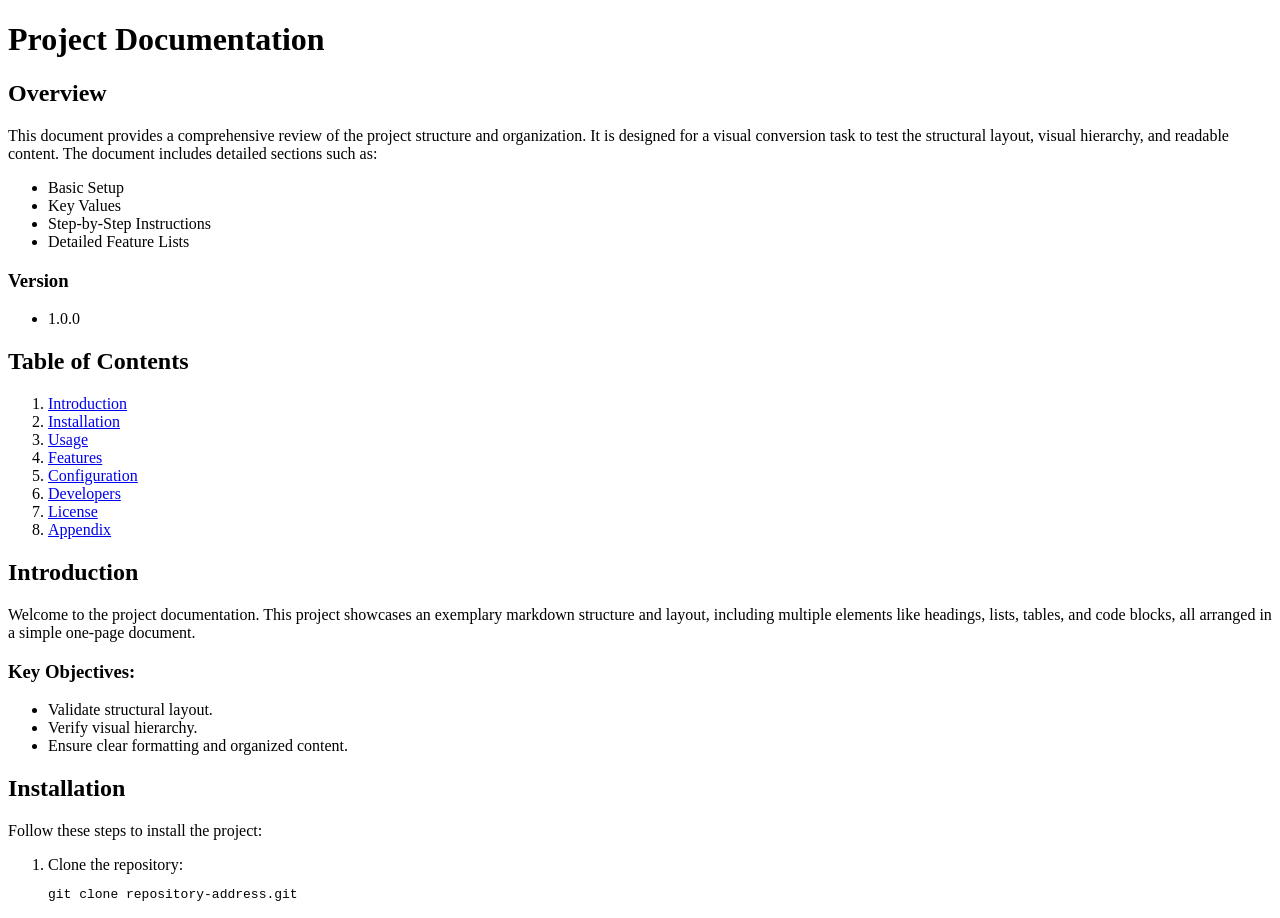 Project Documentation
Overview
This document provides a comprehensive review of the project structure and organization. It is designed for a visual conversion task to test the structural layout, visual hierarchy, and readable
content. The document includes detailed sections such as:
• Basic Setup
• Key Values
• Step-by-Step Instructions
• Detailed Feature Lists
Version
• 1.0.0
Table of Contents
1. Introduction
2. Installation
3. Usage
4. Features
5. Configuration
6. Developers
7. License
8. Appendix
Introduction
Welcome to the project documentation. This project showcases an exemplary markdown structure and layout, including multiple elements like headings, lists, tables, and code blocks, all arranged in
a simple one-page document.
Key Objectives:
• Validate structural layout.
• Verify visual hierarchy.
• Ensure clear formatting and organized content.
Installation
Follow these steps to install the project:
1. Clone the repository:
git clone repository-address.git